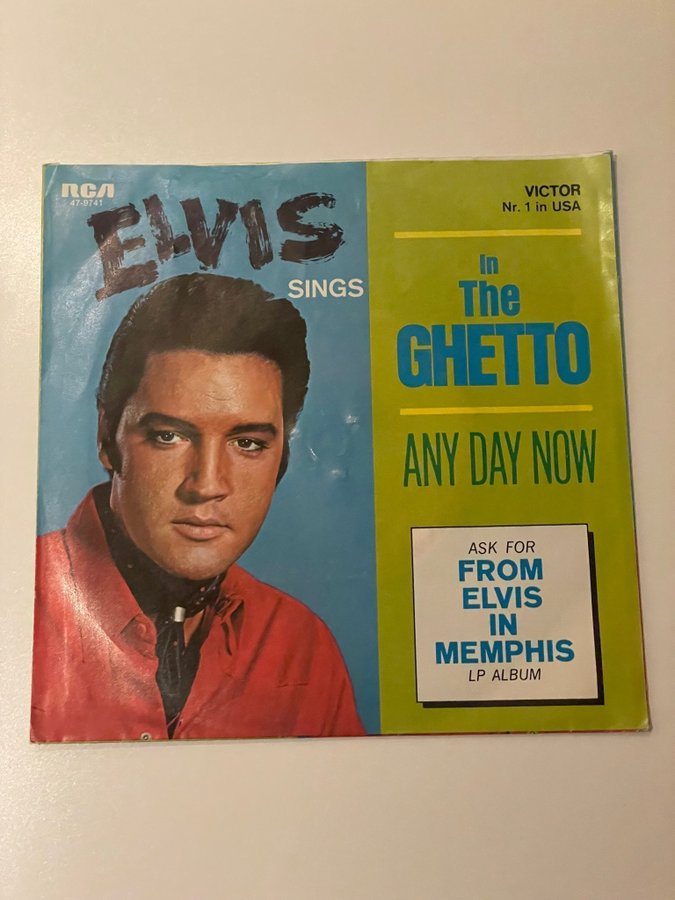 RCA
47-9741
ELVIS
SINGS
VICTOR
Nr. 1 in USA
In
The
GHETTO
ANY DAY NOW
ASK FOR
FROM
ELVIS
IN
MEMPHIS
LP ALBUM